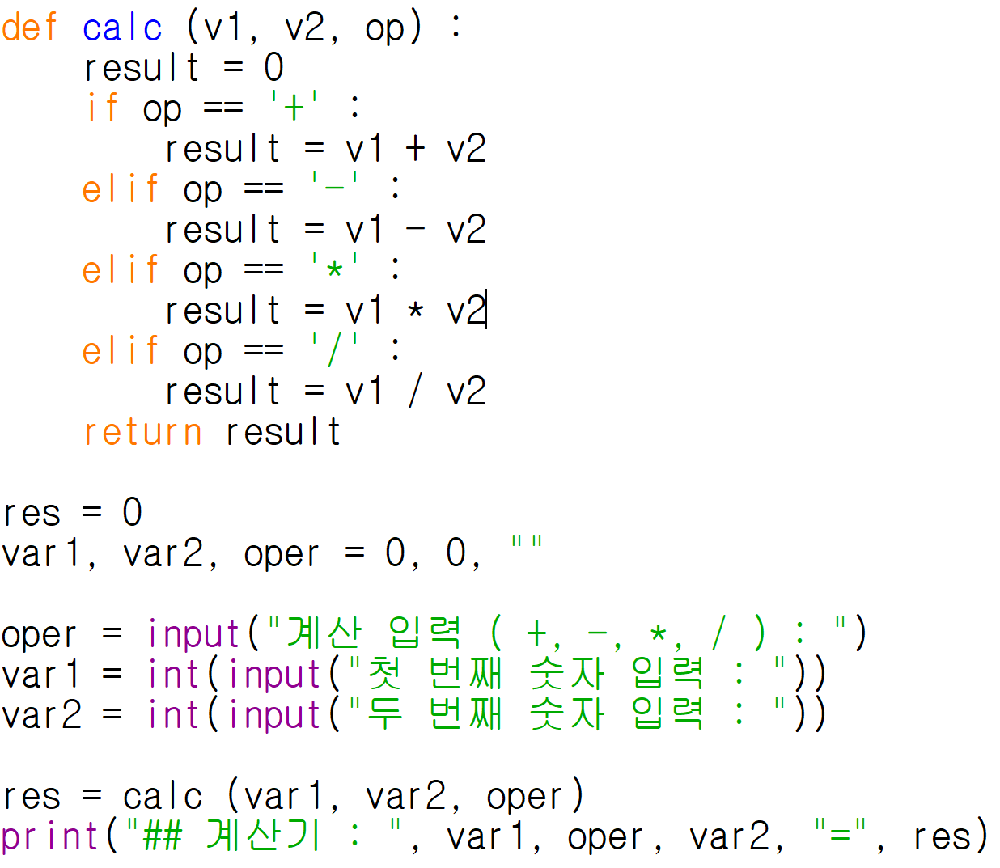 def calc (v1, v2, op) :
    result = 0
    if op == '+' :
        result = v1 + v2
    elif op == '-' :
        result = v1 - v2
    elif op == '*' :
        result = v1 * v2
    elif op == '/' :
        result = v1 / v2
    return result

res = 0
var1, var2, oper = 0, 0, ""

oper = input("계산 입력 ( +, -, *, / ) : ")
var1 = int(input("첫 번째 숫자 입력 : "))
var2 = int(input("두 번째 숫자 입력 : "))

res = calc (var1, var2, oper)
print("## 계산기 : ", var1, oper, var2, "=", res)